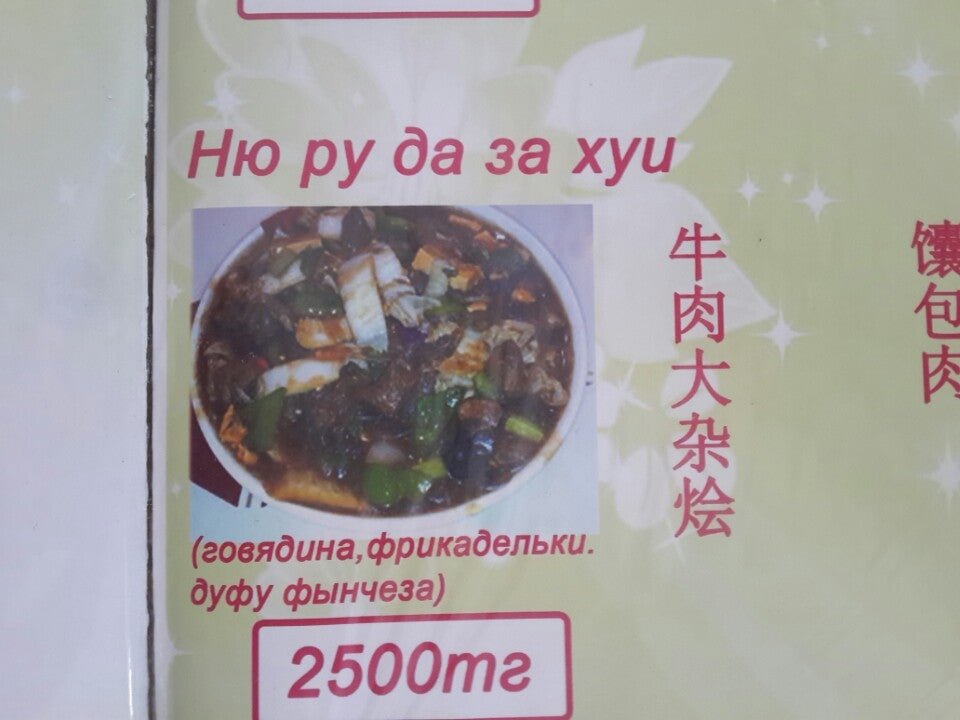 Ню ру да за хуи
牛肉大杂烩
馕包肉
(говядина,фрикадельки.
дуфу фынчеза)
2500тг